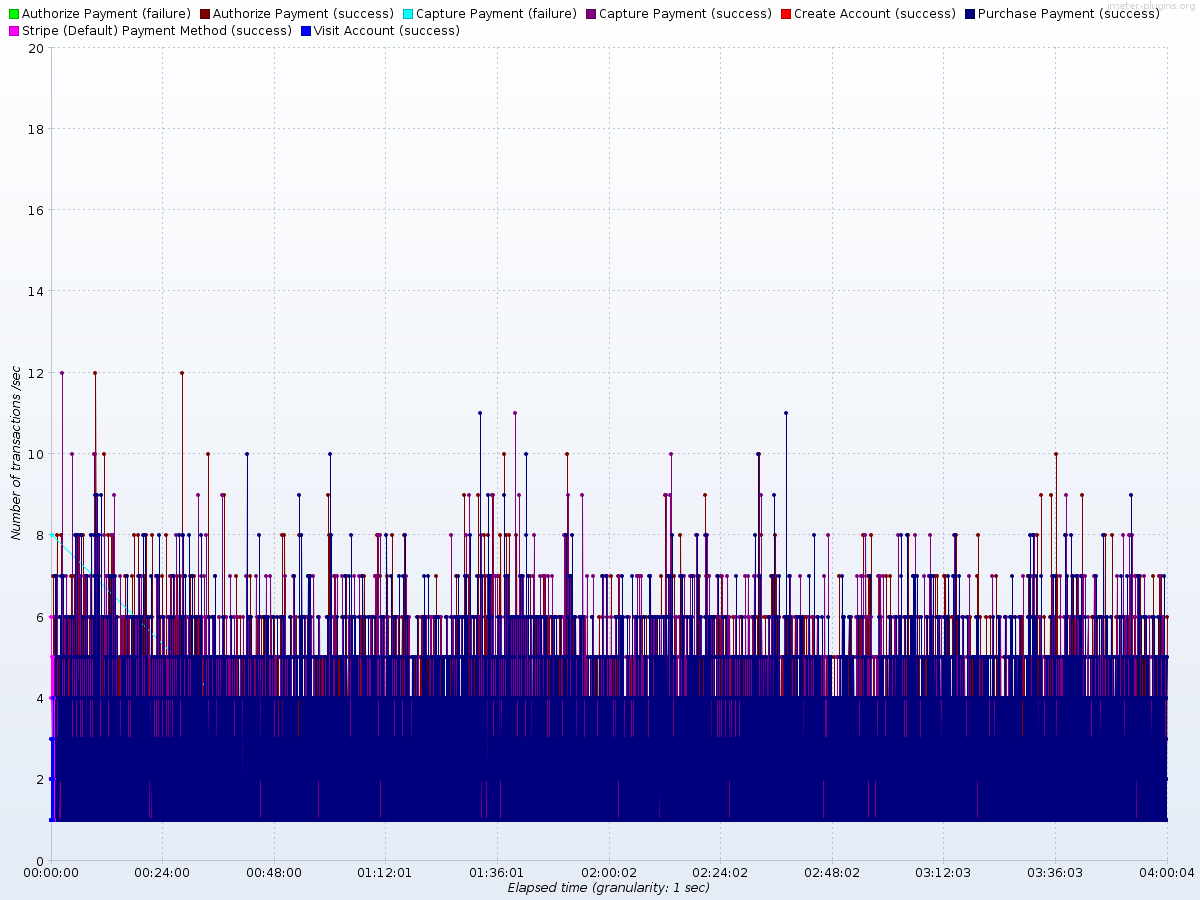 jmeter-plugins.org
Authorize Payment (failure) Authorize Payment (success) Capture Payment (failure) Capture Payment (success) Create Account (success) Purchase Payment (success)
Stripe (Default) Payment Method (success) Visit Account (success)
20
18
16
14
12
10
8
6
4
2
0
Number of transactions /sec
00:00:00 00:24:00 00:48:00 01:12:01 01:36:01 02:00:02 02:24:02 02:48:02 03:12:03 03:36:03 04:00:04
Elapsed time (granularity: 1 sec)